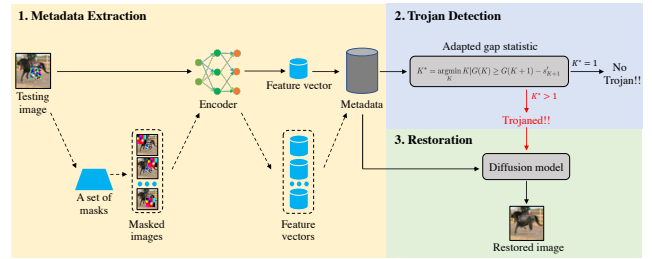 1. Metadata Extraction
Testing
image
A set of
masks
Masked
images
Encoder
Feature vector
Feature
vectors
Metadata
2. Trojan Detection
Adapted gap statistic
K* = argmin K|G(K) ≥ G(K + 1) − s′K+1
K
K* = 1
No
Trojan!!
K* > 1
Trojaned!!
3. Restoration
Diffusion model
Restored image